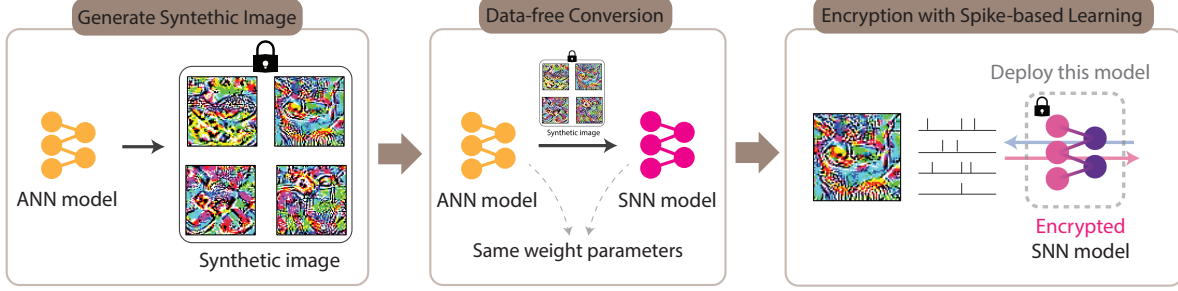 Generate Syntethic Image
ANN model
Synthetic image
Data-free Conversion
Synthetic image
ANN model
SNN model
Same weight parameters
Encryption with Spike-based Learning
Deploy this model
Encrypted
SNN model